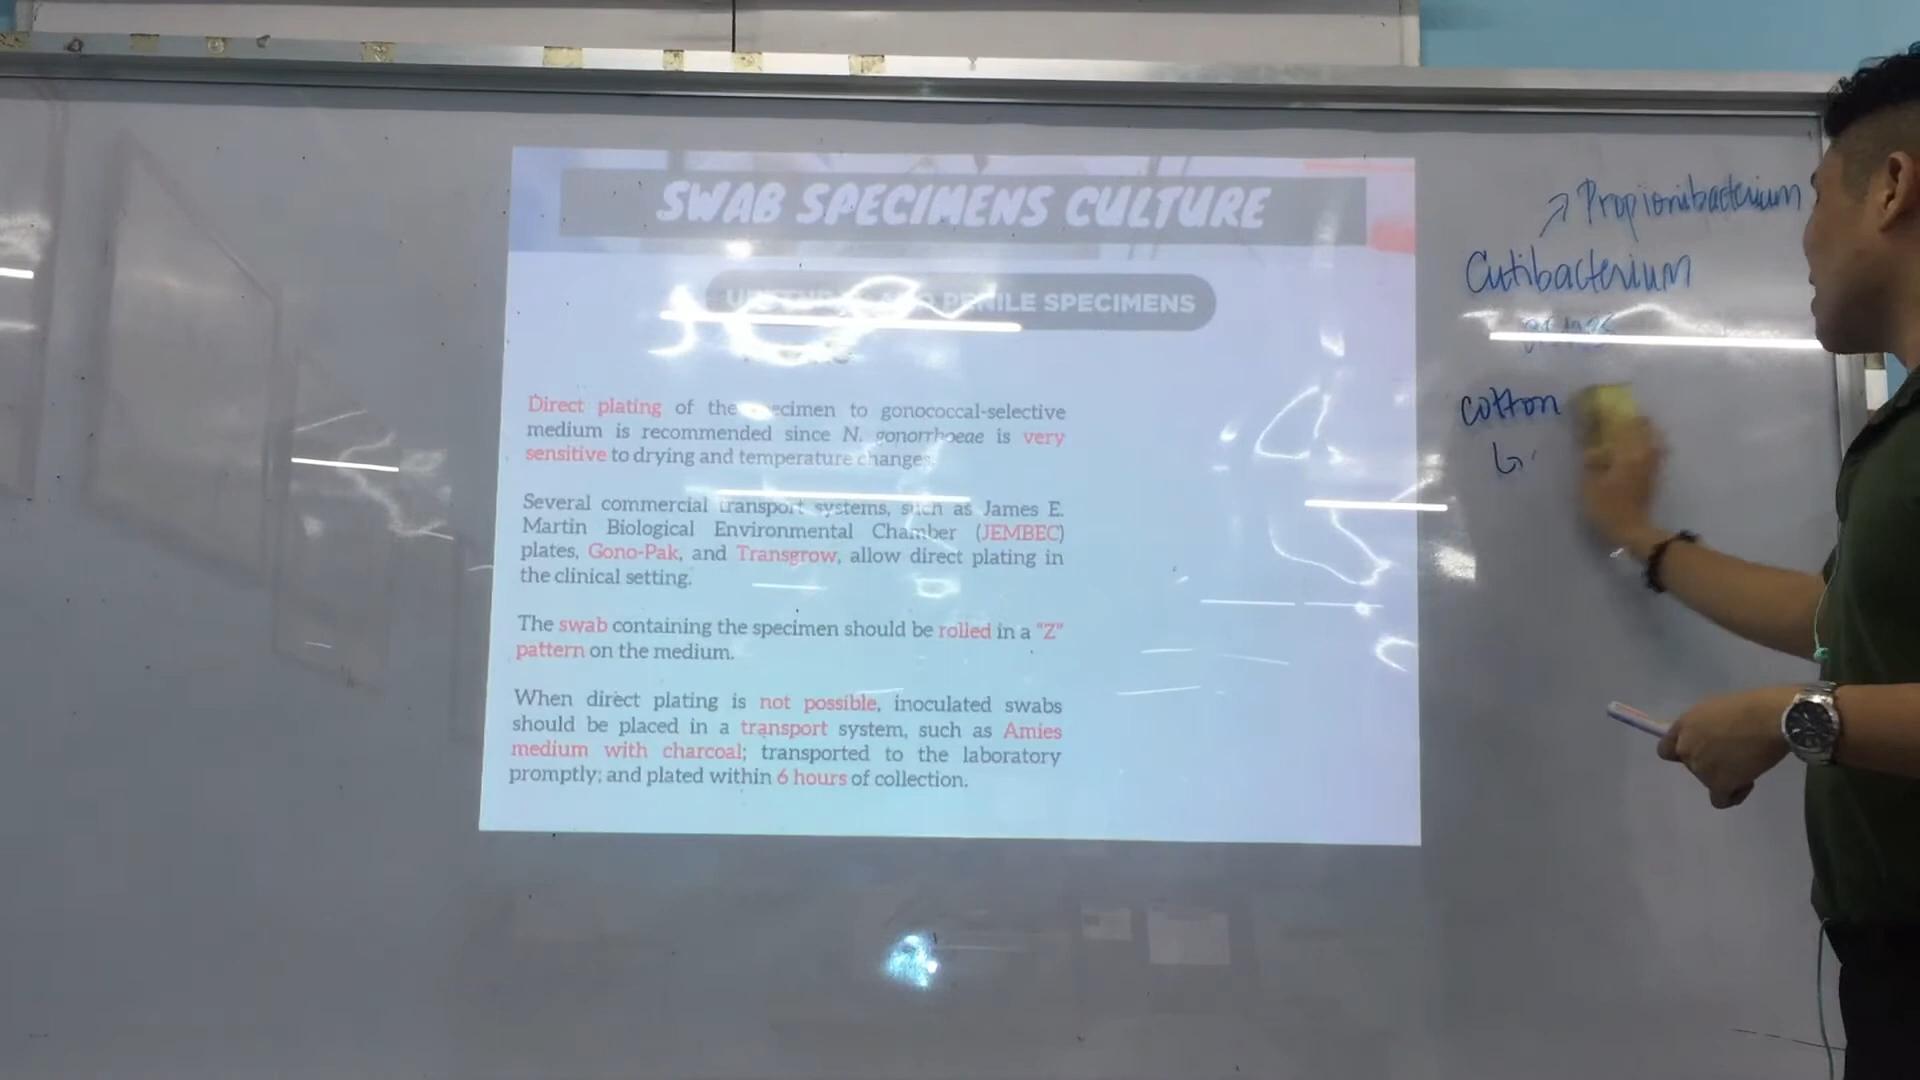 SWAB SPECIMENS CULTURE
PENILE SPECIMENS
Direct plating of the specimen to gonococcal-selective
medium is recommended since N. gonorrhoeae is very
sensitive to drying and temperature changes.
Several commercial transport systems, such as James E.
Martin Biological Environmental Chamber (JEMBEC)
plates, Gono-Pak, and Transgrow, allow direct plating in
the clinical setting.
The swab containing the specimen should be rolled in a "Z"
pattern on the medium.
When direct plating is not possible, inoculated swabs
should be placed in a transport system, such as Amies
medium with charcoal; transported to the laboratory
promptly; and plated within 6 hours of collection.
→ Propionibacterium
Cutibacterium
acnes
cotton
↳